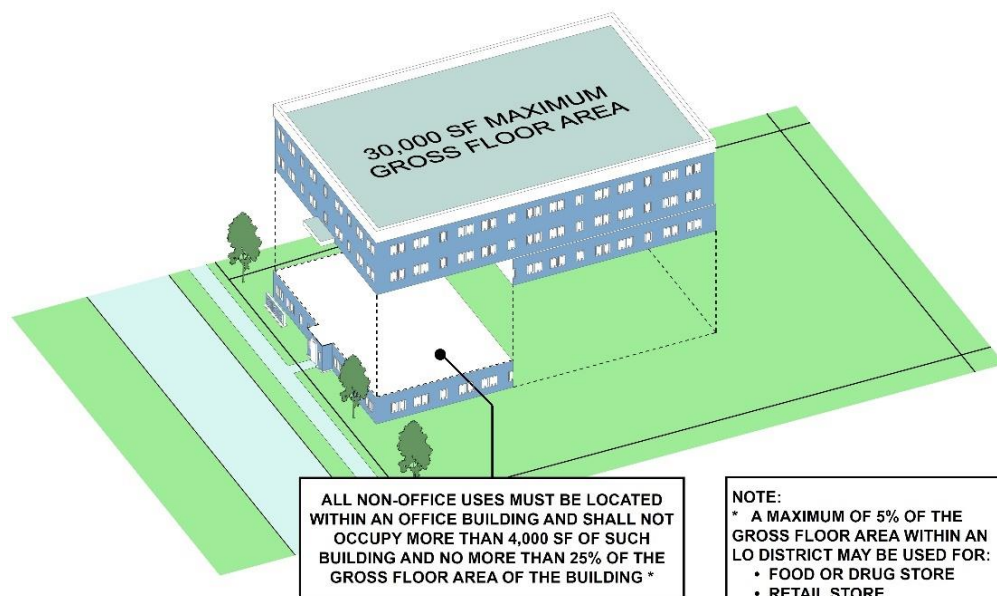 30,000 SF MAXIMUM
GROSS FLOOR AREA
ALL NON-OFFICE USES MUST BE LOCATED
WITHIN AN OFFICE BUILDING AND SHALL NOT
OCCUPY MORE THAN 4,000 SF OF SUCH
BUILDING AND NO MORE THAN 25% OF THE
GROSS FLOOR AREA OF THE BUILDING *
NOTE:
* A MAXIMUM OF 5% OF THE
GROSS FLOOR AREA WITHIN AN
LO DISTRICT MAY BE USED FOR:
• FOOD OR DRUG STORE
• RETAIL STORE